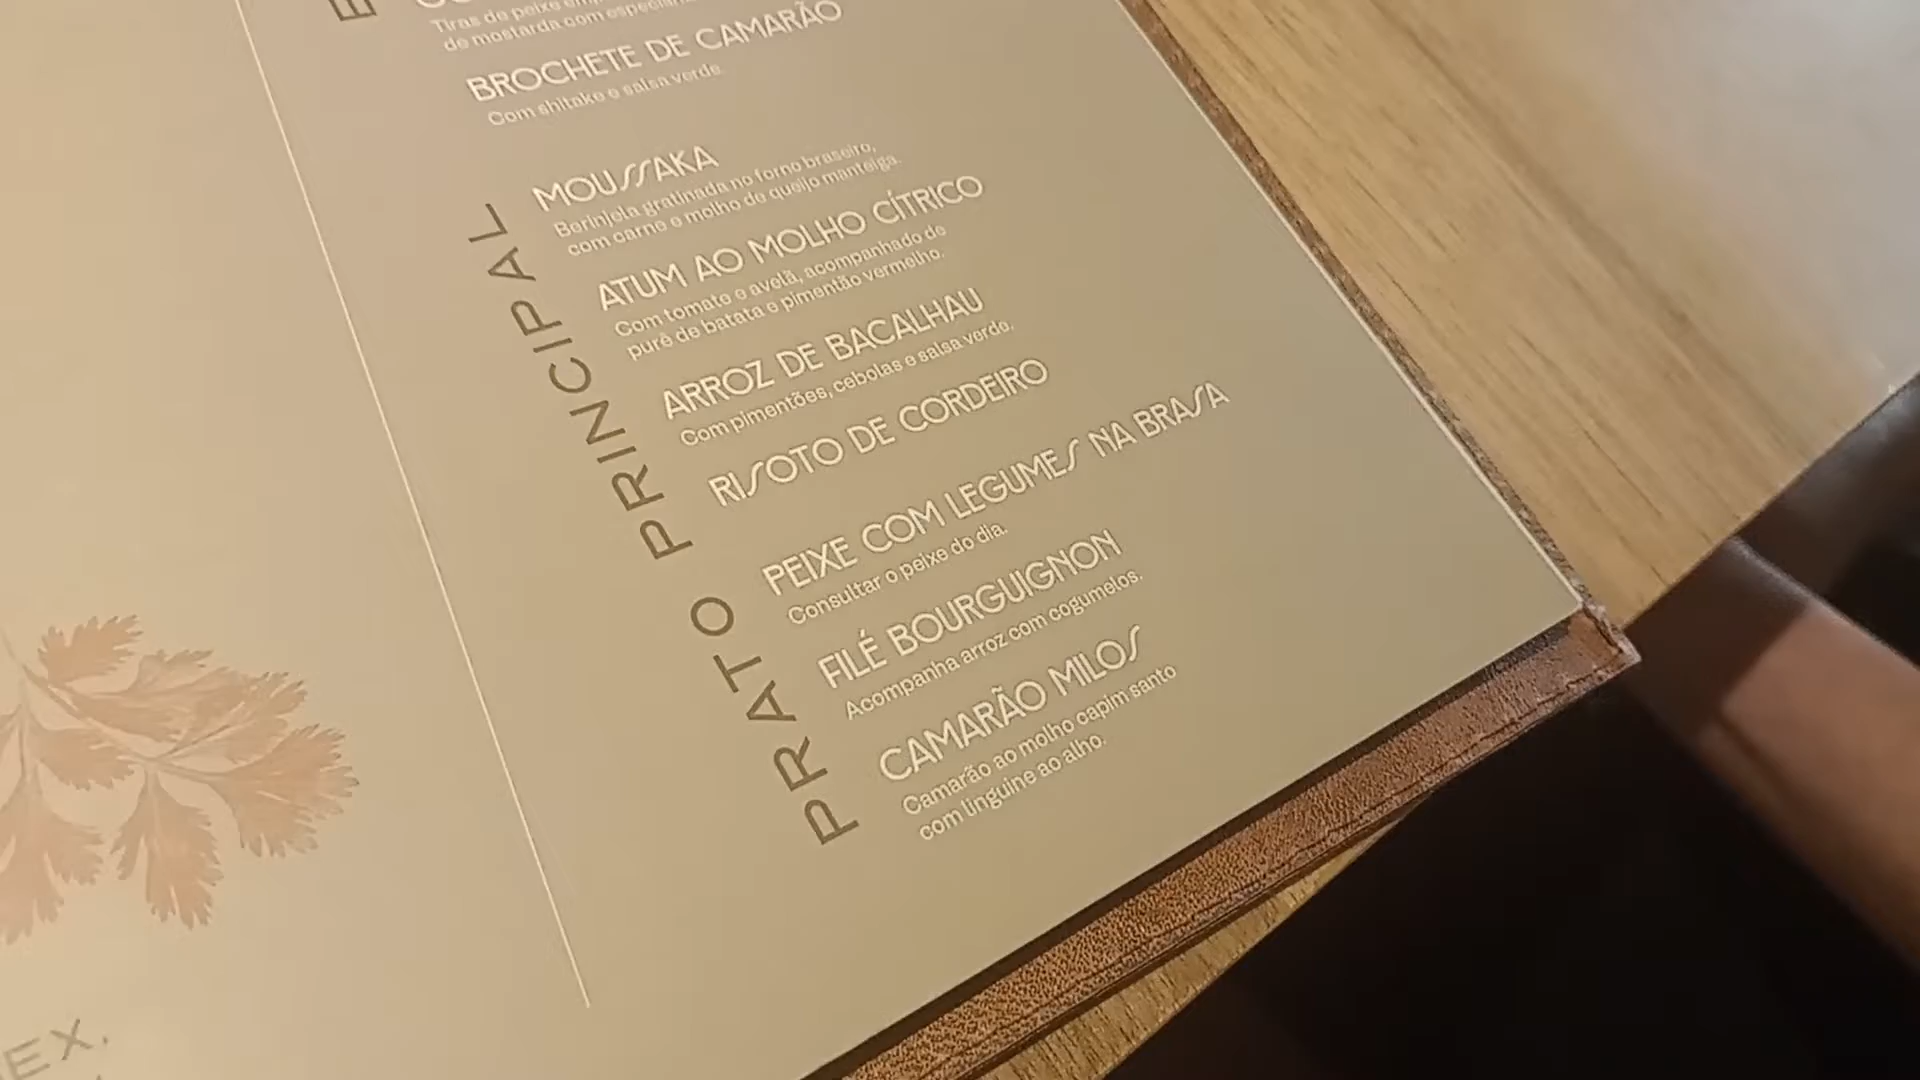 Tiras de peixe
de mostarda com
BROCHETE DE CAMARÃO
Com shitake e salsa verde.
PRATO PRINCIPAL
MOUSSAKA
Berinjela gratinada no forno braseiro,
com carne e molho de queijo manteiga.
ATUM AO MOLHO CÍTRICO
Com tomate e avelã, acompanhado de
purê de batata e pimentão vermelho.
ARROZ DE BACALHAU
Com pimentões, cebolas e salsa verde.
RISOTO DE CORDEIRO
PEIXE COM LEGUMES NA BRASA
Consultar o peixe do dia.
FILÉ BOURGUIGNON
Acompanha arroz com cogumelos.
CAMARÃO MILOS
Camarão ao molho capim santo
com linguine ao alho.
EX,